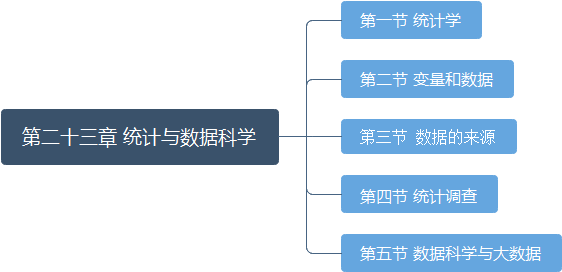 第二十三章 统计与数据科学
第一节 统计学
第二节 变量和数据
第三节 数据的来源
第四节 统计调查
第五节 数据科学与大数据